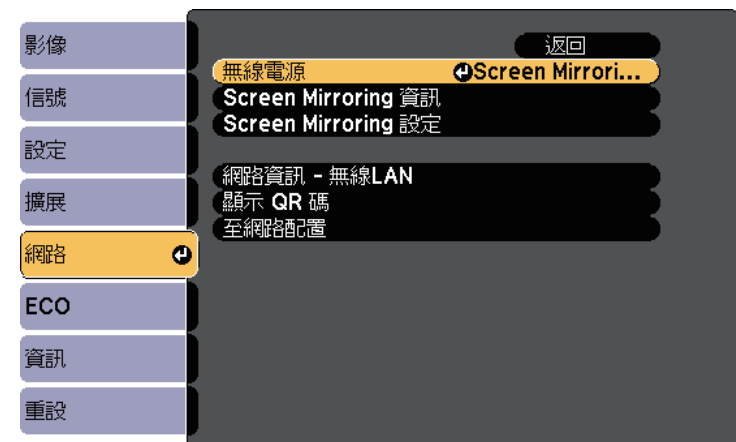 影像
信號
設定
擴展
網路
ECO
資訊
重設
返回
無線電源 Screen Mirrori...
Screen Mirroring 資訊
Screen Mirroring 設定
網路資訊 - 無線LAN
顯示 QR 碼
至網路配置